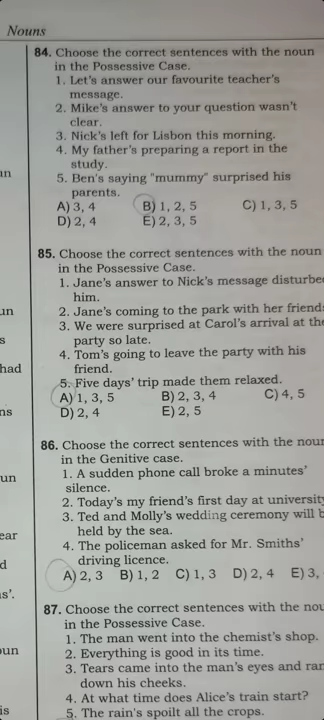 Nouns
84. Choose the correct sentences with the noun
in the Possessive Case.
1. Let's answer our favourite teacher's
message.
2. Mike's answer to your question wasn't
clear.
3. Nick's left for Lisbon this morning.
4. My father's preparing a report in the
study.
5. Ben's saying "mummy" surprised his
parents.
A) 3, 4 B) 1, 2, 5 C) 1, 3, 5
D) 2, 4 E) 2, 3, 5
85. Choose the correct sentences with the noun
in the Possessive Case.
1. Jane's answer to Nick's message disturbe
him.
2. Jane's coming to the park with her friend
3. We were surprised at Carol's arrival at the
party so late.
4. Tom's going to leave the party with his
friend.
5. Five days' trip made them relaxed.
A) 1, 3, 5 B) 2, 3, 4 C) 4, 5
D) 2, 4 E) 2, 5
86. Choose the correct sentences with the nour
in the Genitive case.
1. A sudden phone call broke a minutes'
silence.
2. Today's my friend's first day at university
3. Ted and Molly's wedding ceremony will b
held by the sea.
4. The policeman asked for Mr. Smiths'
driving licence.
A) 2, 3 B) 1, 2 C) 1, 3 D) 2, 4 E) 3,
87. Choose the correct sentences with the nou
in the Possessive Case.
1. The man went into the chemist's shop.
2. Everything is good in its time.
3. Tears came into the man's eyes and ran
down his cheeks.
4. At what time does Alice's train start?
5. The rain's spoilt all the crops.